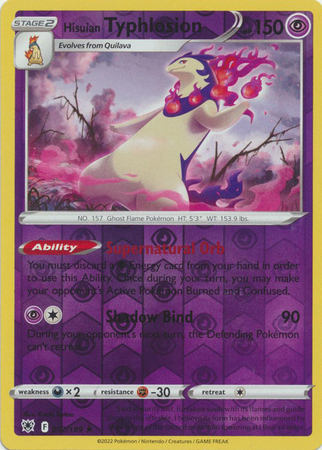 STAGE 2
Hisuian Typhlosion 150
Evolves from Quilava
NO. 157 Ghost Flame Pokémon HT: 5'3" WT: 153.9 lbs.
Ability Supernatural Orb
You must discard a energy card from your hand in
order to use this Ability. Once during your turn, you may make
your opponent's Active Pokémon Burned and Confused.
Shadow Bind 90
During your opponent's next turn, the Defending Pokémon
can't retreat.
weakness ×2 resistance -30 retreat
F
©2022 Pokémon / Nintendo / Creatures / GAME FREAK